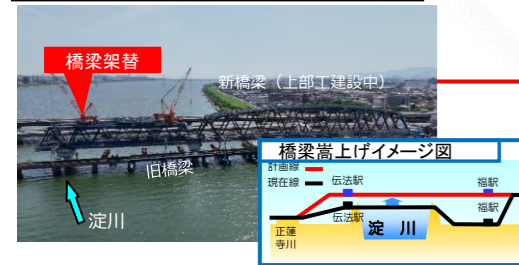 橋梁架替
新橋梁（上部工建設中）
旧橋梁
淀川
橋梁嵩上げイメージ図
計画線
現在線
伝法駅
福駅
伝法駅
福駅
正蓮
寺川
淀 川